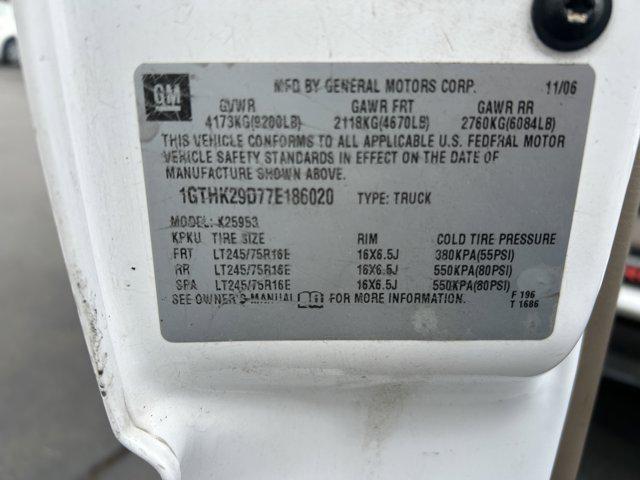 GM MFD BY GENERAL MOTORS CORP. 11/06
GVWR GAWR FRT GAWR RR
4173KG(9200LB) 2118KG(4670LB) 2760KG(6084LB)
THIS VEHICLE CONFORMS TO ALL APPLICABLE U.S. FEDERAL MOTOR
VEHICLE SAFETY STANDARDS IN EFFECT ON THE DATE OF
MANUFACTURE SHOWN ABOVE.
1GTHK29D77E186020 TYPE: TRUCK
MODEL: K25953
KPKU TIRE SIZE RIM COLD TIRE PRESSURE
FRT LT245/75R16E 16X6.5J 380KPA(55PSI)
RR LT245/75R16E 16X6.5J 550KPA(80PSI)
SPA LT245/75R16E 16X6.5J 550KPA(80PSI)
SEE OWNER'S MANUAL FOR MORE INFORMATION. F 196
T 1686